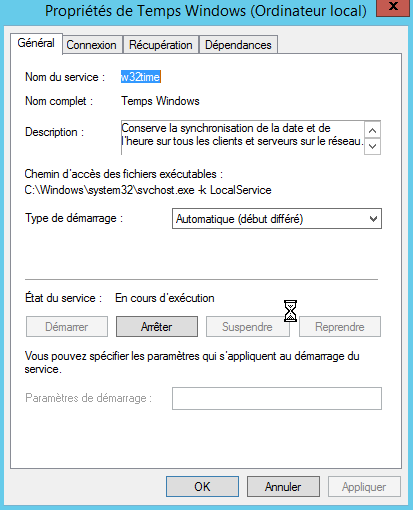 Propriétés de Temps Windows (Ordinateur local)
x
Général Connexion Récupération Dépendances
Nom du service : w32time
Nom complet : Temps Windows
Description : Conserve la synchronisation de la date et de
l'heure sur tous les clients et serveurs sur le réseau.
Chemin d'accès des fichiers exécutables :
C:\Windows\system32\svchost.exe -k LocalService
Type de démarrage : Automatique (début différé)
État du service : En cours d'exécution
Démarrer Arrêter Suspendre Reprendre
Vous pouvez spécifier les paramètres qui s'appliquent au démarrage du
service.
Paramètres de démarrage :
OK Annuler Appliquer